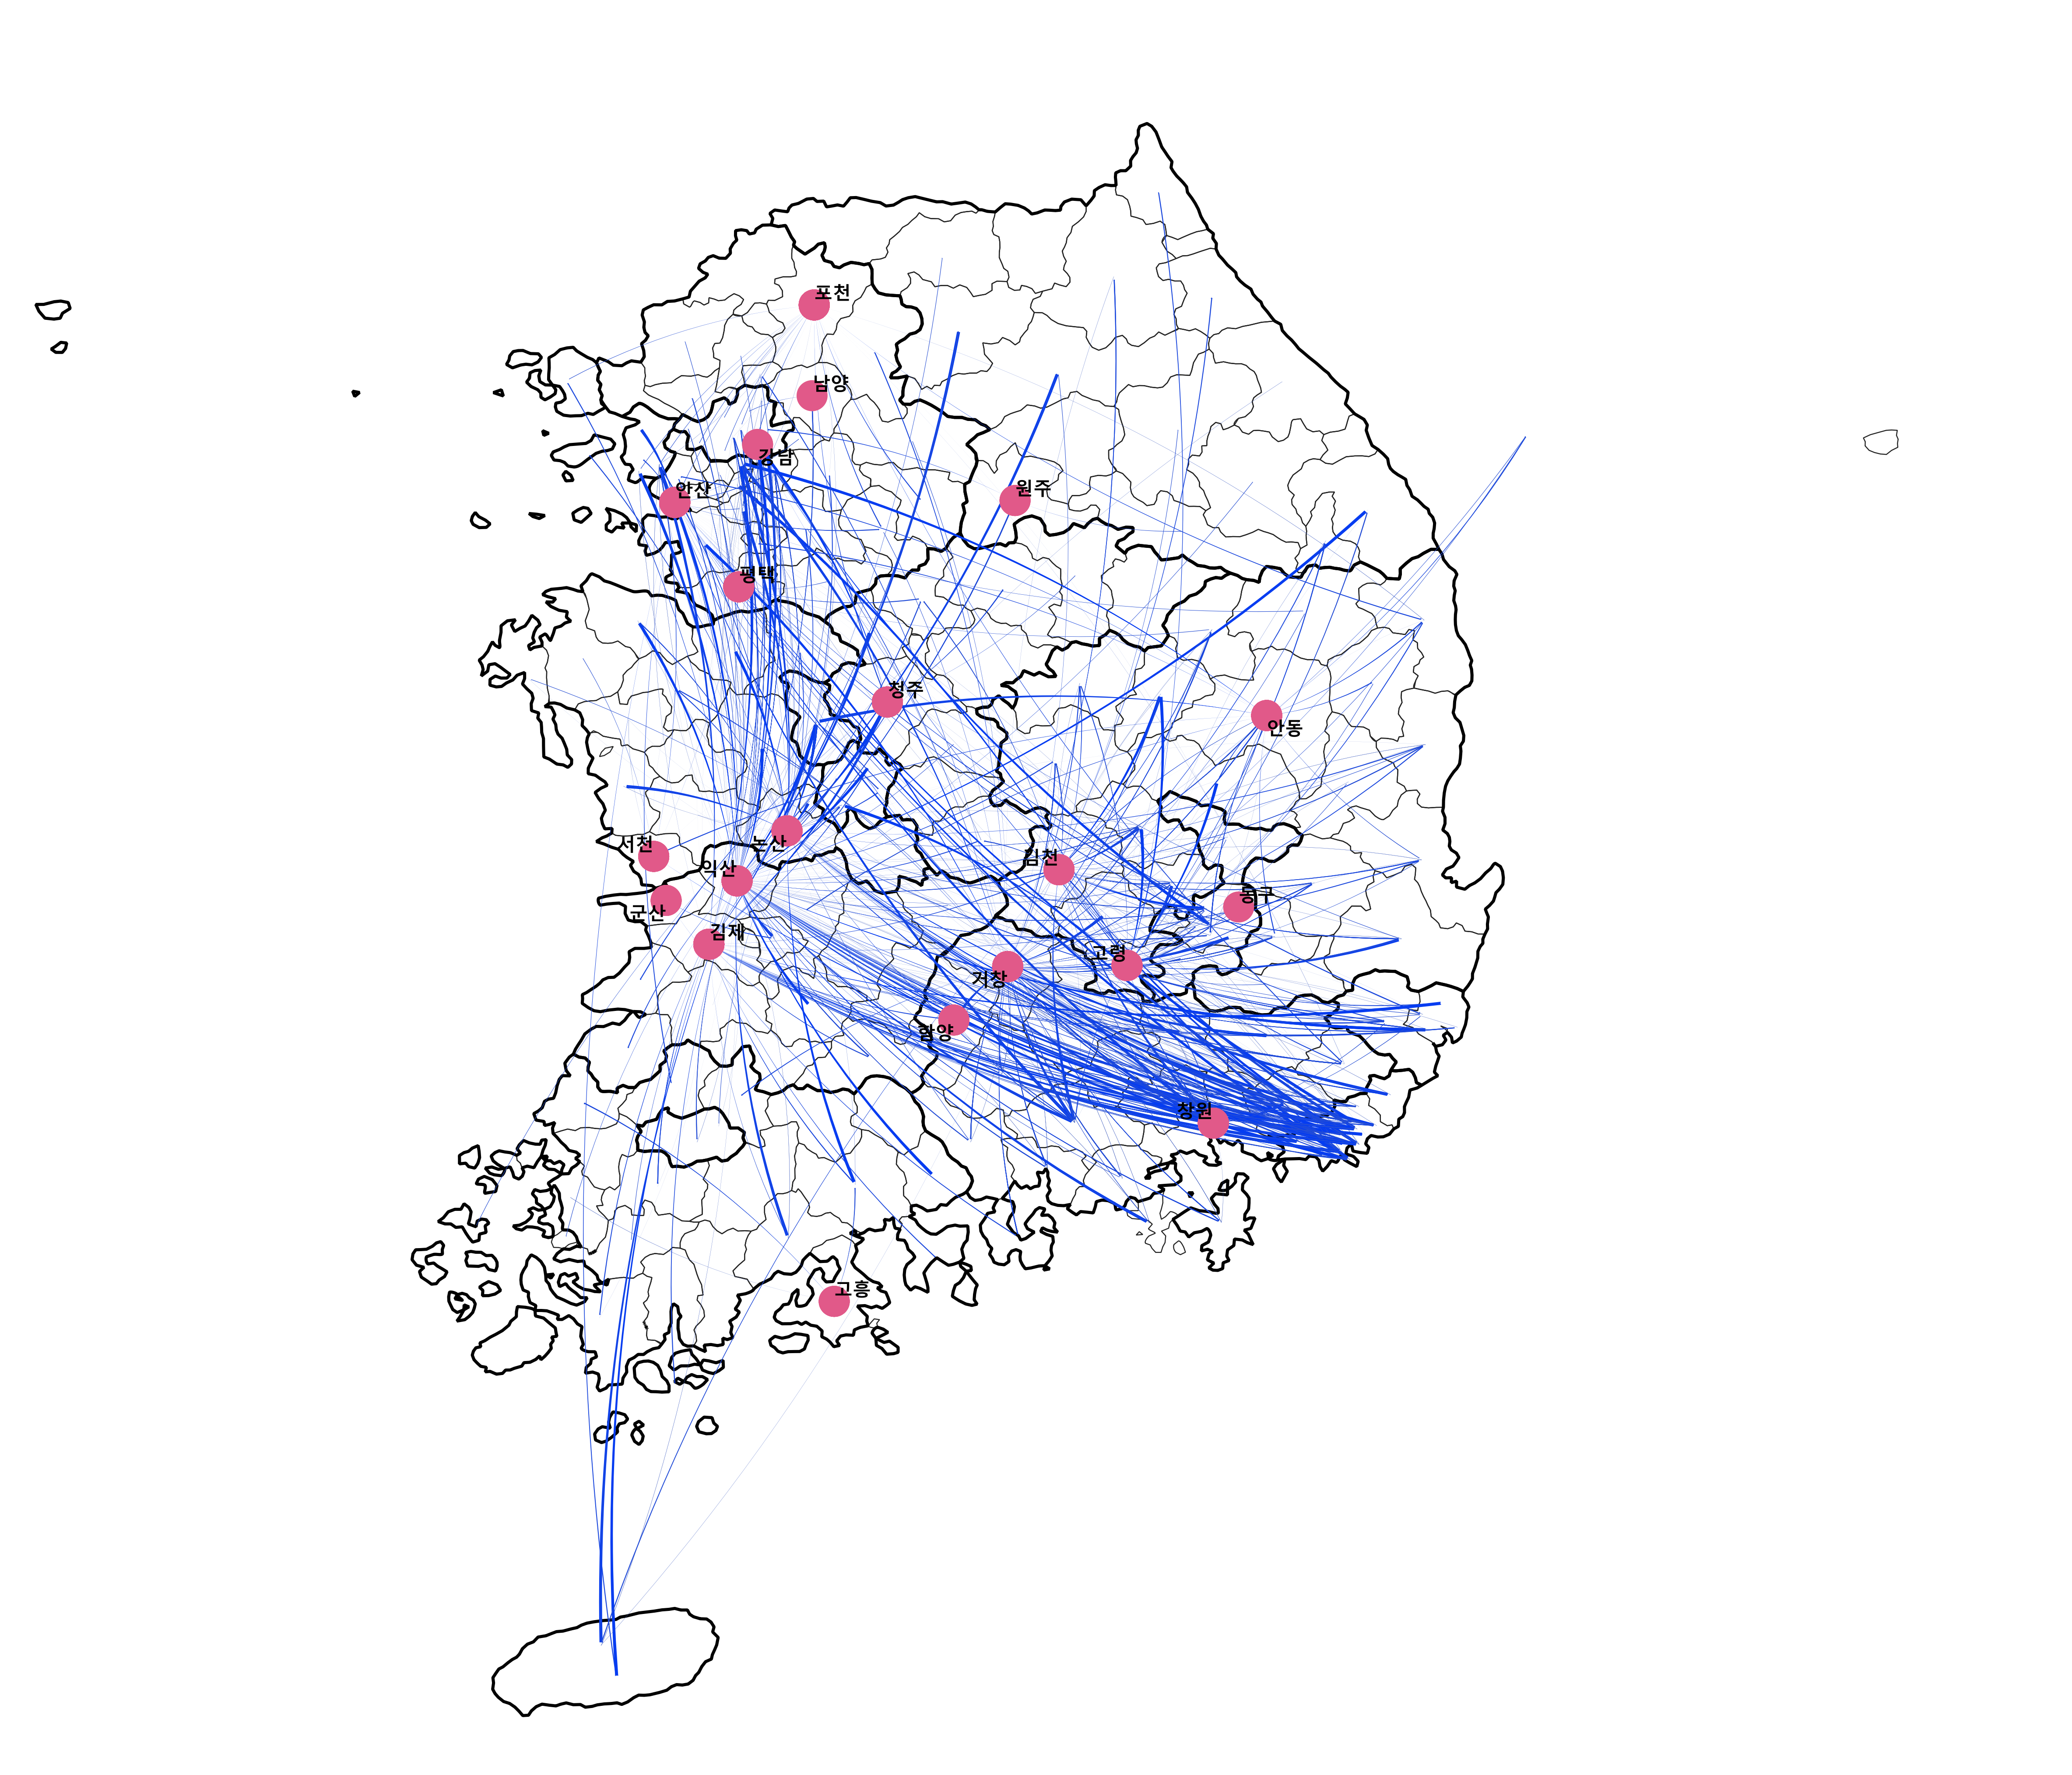 포천
남양
강남
안산
원주
평택
청주
안동
논산
서천
익산
김천
동구
군산
김제
고령
거창
함양
창원
고흥